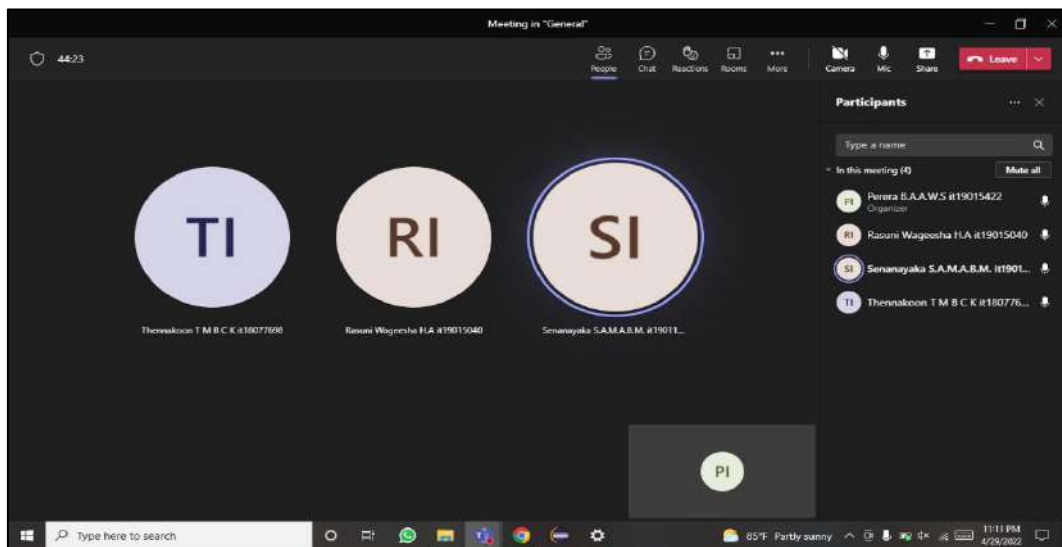 Meeting in "General"
44:23
People Chat Reactions Rooms More Camera Mic Share Leave
Participants
Type a name
In this meeting (4) Mute all
PI Perera B.A.A.W.S it19015422
Organizer
RI Rasuni Wageesha H.A it19015040
SI Senanayaka S.A.M.A.B.M. it1901...
TI Thennakoon T M B C K it180776...
TI RI SI
Thennakoon T M B C K it18077698 Rasuni Wageesha H.A it19015040 Senanayaka S.A.M.A.B.M. it19011...
PI
Type here to search
85°F Partly sunny
11:11 PM
4/29/2022